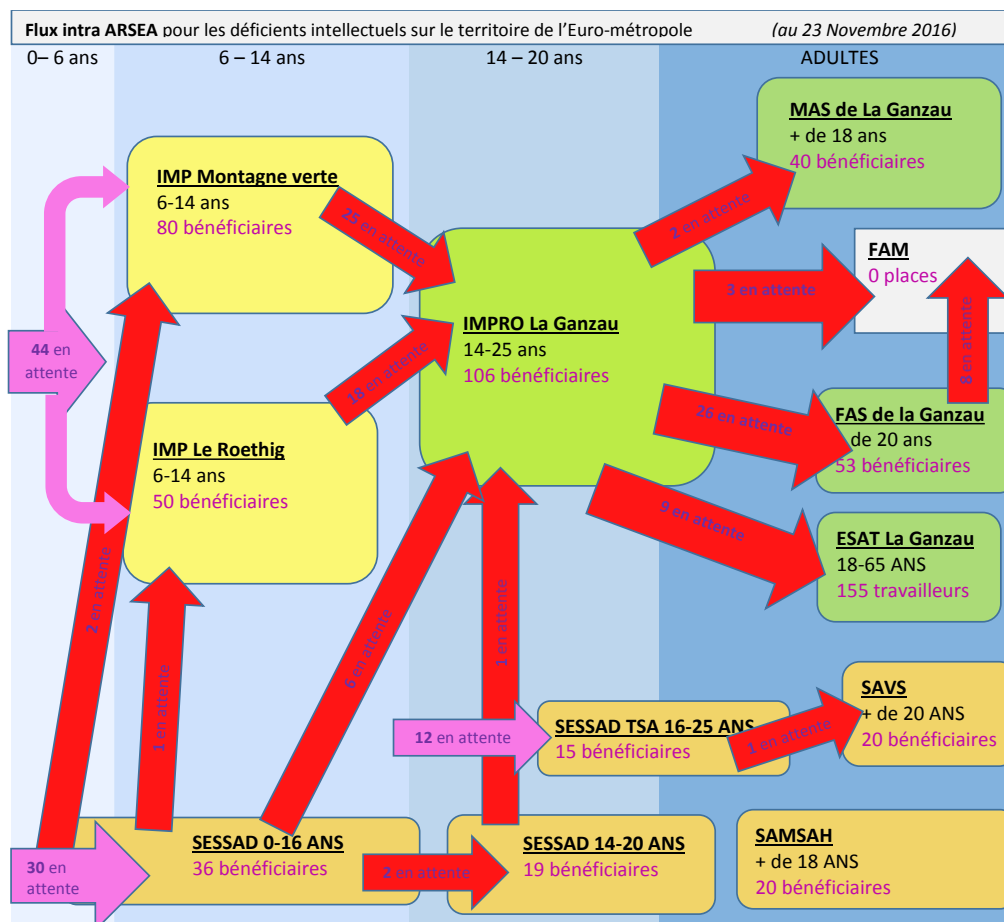 Flux intra ARSEA pour les déficients intellectuels sur le territoire de l'Euro-métropole (au 23 Novembre 2016)
0– 6 ans 6 – 14 ans 14 – 20 ans ADULTES
MAS de La Ganzau
+ de 18 ans
40 bénéficiaires
IMP Montagne verte
6-14 ans
80 bénéficiaires
25 en attente
2 en attente
FAM
0 places
3 en attente
8 en attente
IMPRO La Ganzau
14-25 ans
106 bénéficiaires
44 en
attente
18 en attente
IMP Le Roethig
6-14 ans
50 bénéficiaires
26 en attente
FAS de la Ganzau
de 20 ans
53 bénéficiaires
9 en attente
ESAT La Ganzau
18-65 ANS
155 travailleurs
2 en attente
1 en attente
6 en attente
1 en attente
12 en attente
SESSAD TSA 16-25 ANS
15 bénéficiaires
1 en attente
SAVS
+ de 20 ANS
20 bénéficiaires
30 en
attente
SESSAD 0-16 ANS
36 bénéficiaires
2 en attente
SESSAD 14-20 ANS
19 bénéficiaires
SAMSAH
+ de 18 ANS
20 bénéficiaires